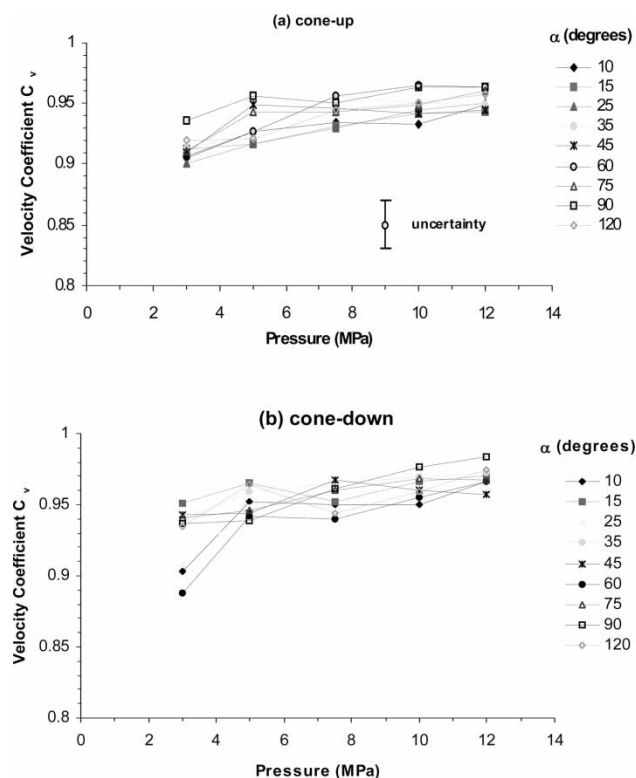 (a) cone-up
α (degrees)
10
15
25
35
45
60
75
90
120
Velocity Coefficient C v
1
0.95
0.9
0.85
0.8
uncertainty
0 2 4 6 8 10 12 14
Pressure (MPa)
(b) cone-down
α (degrees)
10
15
25
35
45
60
75
90
120
Velocity Coefficient C v
1
0.95
0.9
0.85
0.8
0 2 4 6 8 10 12 14
Pressure (MPa)